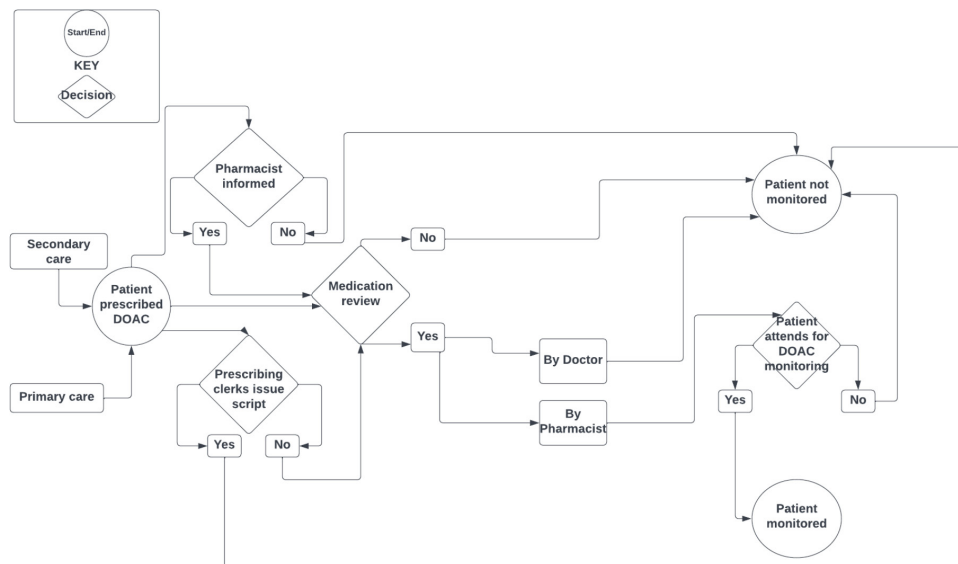 Start/End
KEY
Decision
Pharmacist
informed
Yes
No
Secondary
care
Patient
prescribed
DOAC
Primary care
Prescribing
clerks issue
script
Yes
No
Medication
review
No
Yes
By Doctor
By
Pharmacist
Patient not
monitored
Patient
attends for
DOAC
monitoring
Yes
No
Patient
monitored